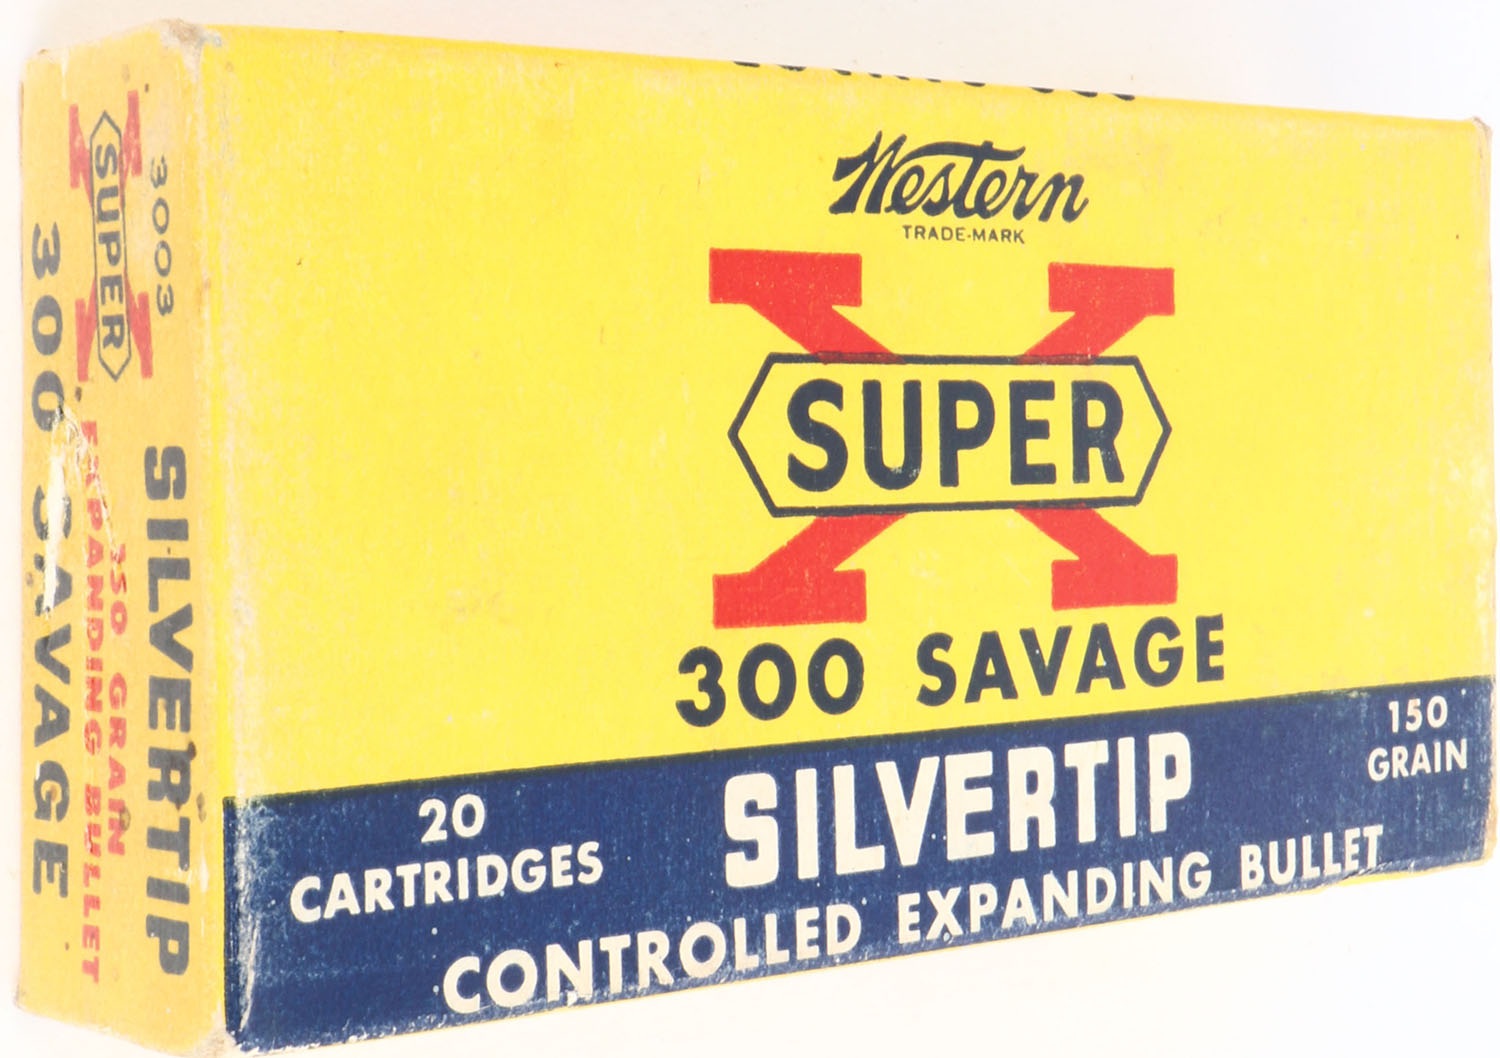 Western
TRADE-MARK
X
SUPER
300 SAVAGE
20
CARTRIDGES
SILVERTIP
150
GRAIN
CONTROLLED EXPANDING BULLET
3003
X
SUPER
SILVERTIP
150 GRAIN
EXPANDING BULLET
300 SAVAGE